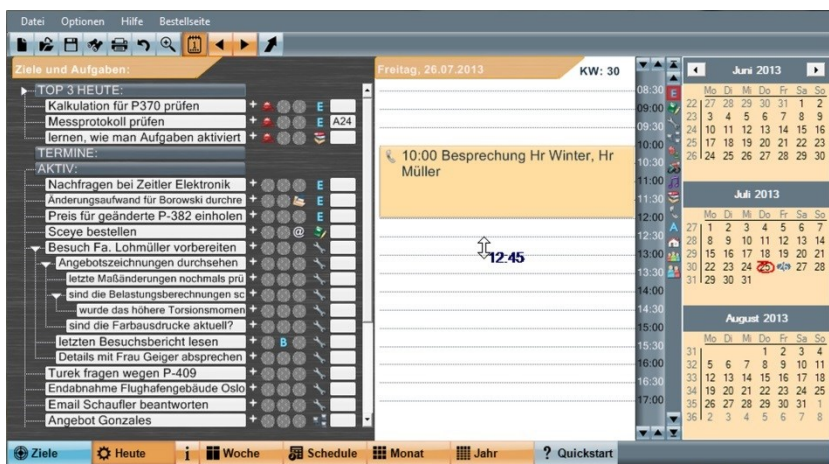 Datei Optionen Hilfe Bestellseite
Ziele und Aufgaben:
TOP 3 HEUTE:
Kalkulation für P370 prüfen E
Messprotokoll prüfen E A24
lernen, wie man Aufgaben aktiviert
TERMINE:
AKTIV:
Nachfragen bei Zeitler Elektronik E
Änderungsaufwand für Borowski durchre E
Preis für geänderte P-382 einholen E
Sceye bestellen @
Besuch Fa. Lohmüller vorbereiten
Angebotszeichnungen durchsehen
letzte Maßänderungen nochmals prü
sind die Belastungsberechnungen sc
wurde das höhere Torsionsmomen
sind die Farbausdrucke aktuell?
letzten Besuchsbericht lesen B
Details mit Frau Geiger absprechen
Turek fragen wegen P-409
Endabnahme Flughafengebäude Oslo
Email Schaufler beantworten
Angebot Gonzales
Freitag, 26.07.2013 KW: 30
10:00 Besprechung Hr Winter, Hr
Müller
12:45
08:30 E
09:00
09:30
10:00
10:30
11:00
11:30
12:00
12:30 A
13:00
13:30
14:00
14:30
15:00
15:30
16:00
16:30
17:00
Juni 2013
Mo Di Mi Do Fr Sa So
22 27 28 29 30 31 1 2
23 3 4 5 6 7 8 9
24 10 11 12 13 14 15 16
25 17 18 19 20 21 22 23
26 24 25 26 27 28 29 30
Juli 2013
Mo Di Mi Do Fr Sa So
27 1 2 3 4 5 6 7
28 8 9 10 11 12 13 14
29 15 16 17 18 19 20 21
30 22 23 24 25 26 27 28
31 29 30 31
August 2013
Mo Di Mi Do Fr Sa So
31 1 2 3 4
32 5 6 7 8 9 10 11
33 12 13 14 15 16 17 18
34 19 20 21 22 23 24 25
35 26 27 28 29 30 31 1
36 2 3 4 5 6 7 8
Ziele Heute i Woche Schedule Monat Jahr ? Quickstart